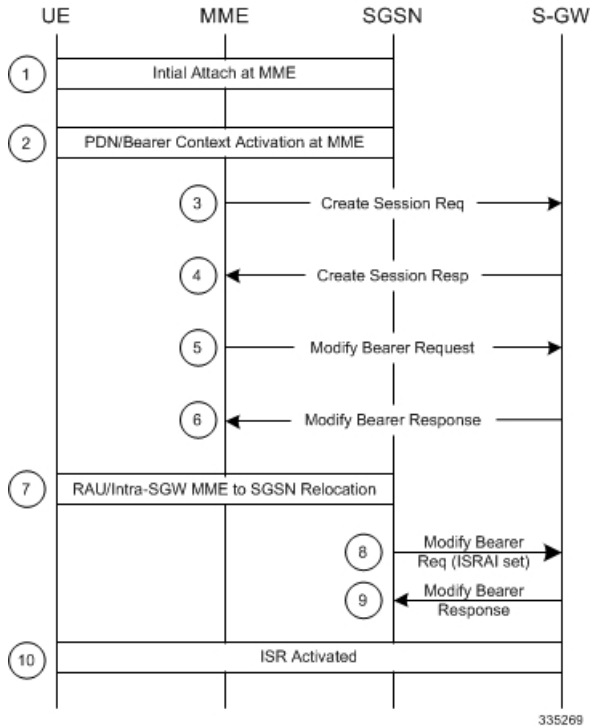 UE MME SGSN S-GW
1 Intial Attach at MME
2 PDN/Bearer Context Activation at MME
3 Create Session Req
4 Create Session Resp
5 Modify Bearer Request
6 Modify Bearer Response
7 RAU/Intra-SGW MME to SGSN Relocation
8 Modify Bearer
Req (ISRAI set)
9 Modify Bearer
Response
10 ISR Activated
335269